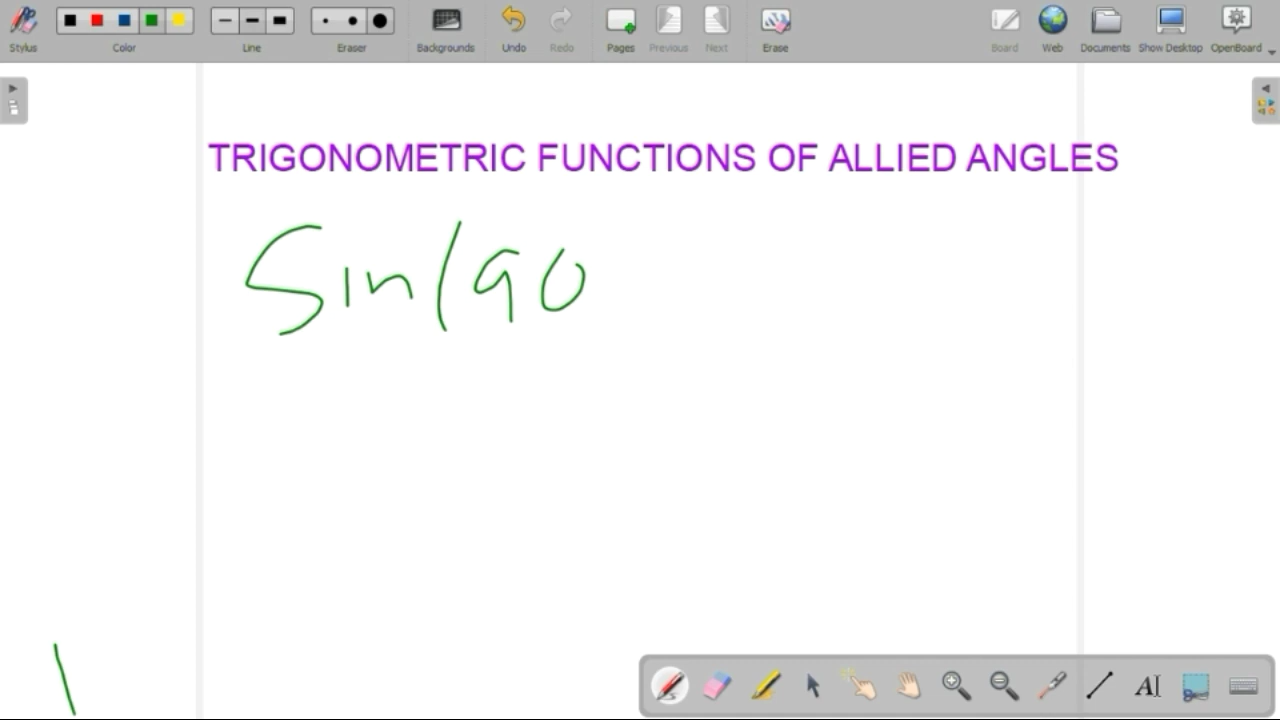 Stylus Color Line Eraser Backgrounds Undo Redo Pages Previous Next Erase Board Web Documents Show Desktop OpenBoard
TRIGONOMETRIC FUNCTIONS OF ALLIED ANGLES
Sin(90
AI